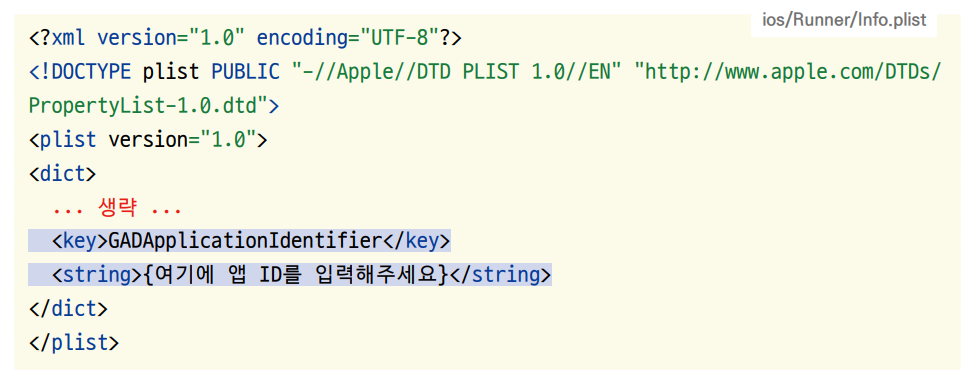 ios/Runner/Info.plist
<?xml version="1.0" encoding="UTF-8"?>
<!DOCTYPE plist PUBLIC "-//Apple//DTD PLIST 1.0//EN" "http://www.apple.com/DTDs/
PropertyList-1.0.dtd">
<plist version="1.0">
<dict>
  ... 생략 ...
  <key>GADApplicationIdentifier</key>
  <string>{여기에 앱 ID를 입력해주세요}</string>
</dict>
</plist>